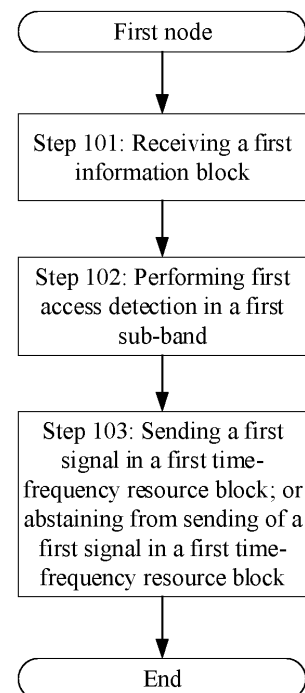 First node
Step 101: Receiving a first
information block
Step 102: Performing first
access detection in a first
sub-band
Step 103: Sending a first
signal in a first time-
frequency resource block; or
abstaining from sending of a
first signal in a first time-
frequency resource block
End